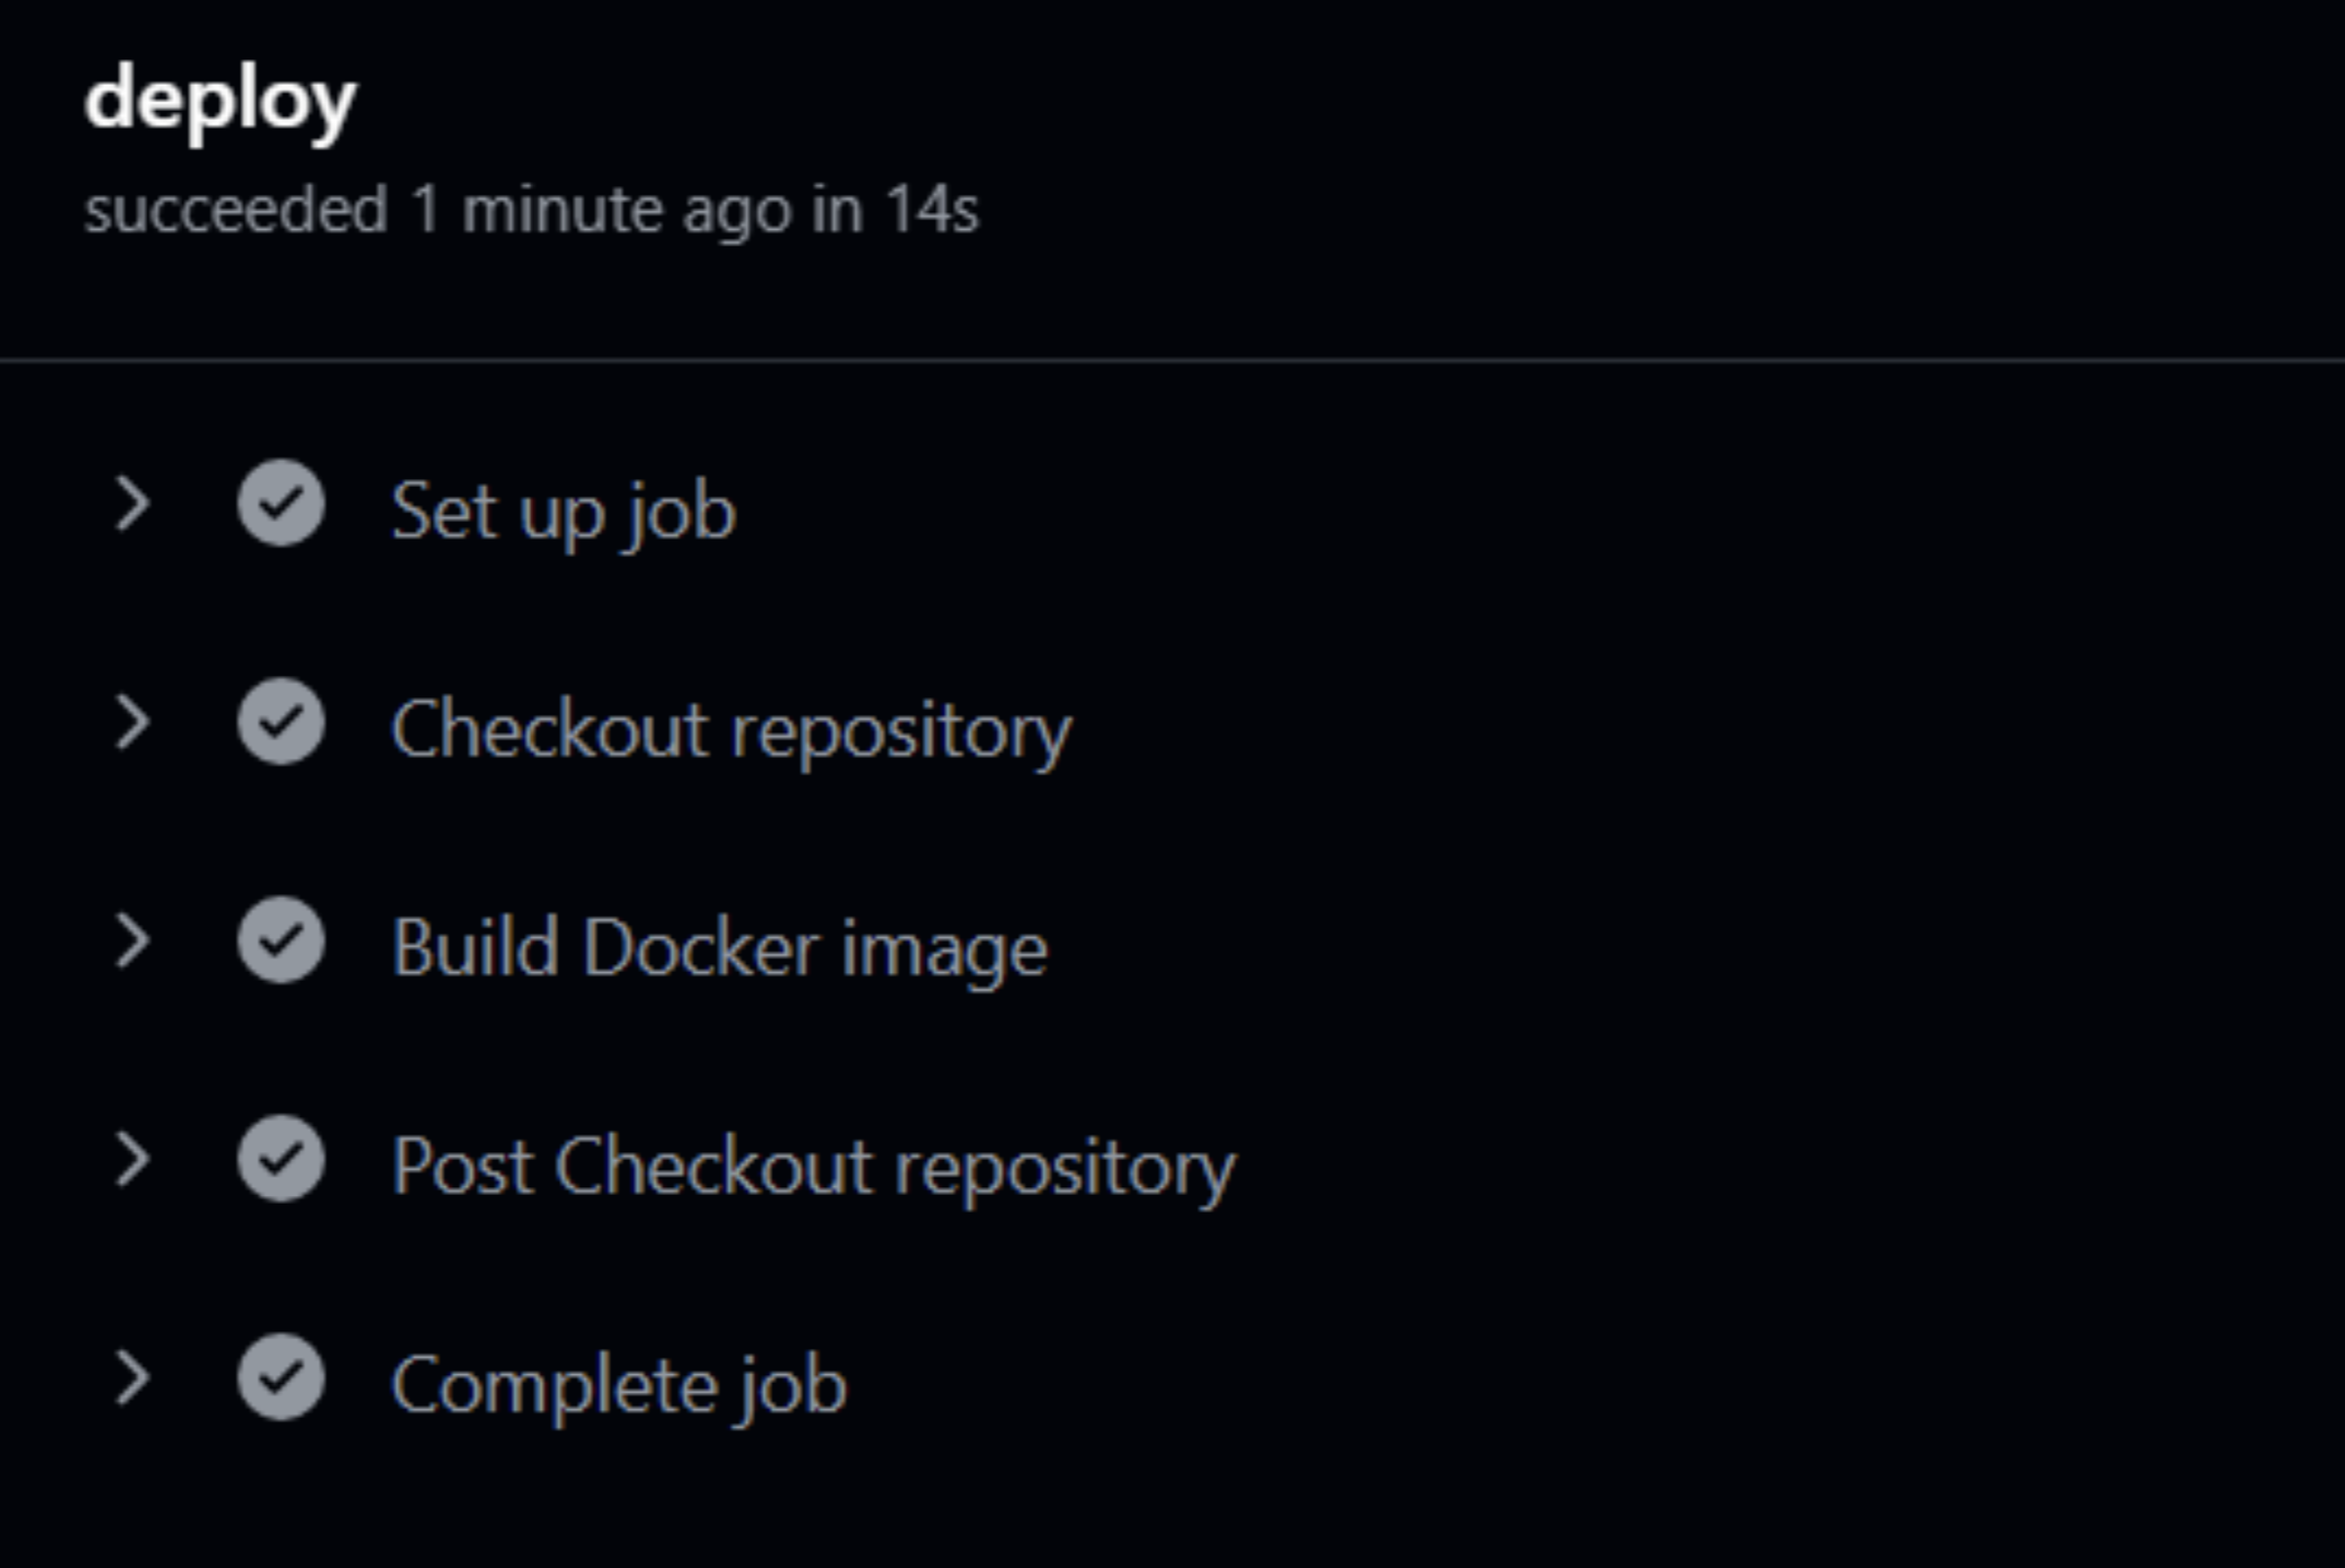 deploy
succeeded 1 minute ago in 14s
Set up job
Checkout repository
Build Docker image
Post Checkout repository
Complete job